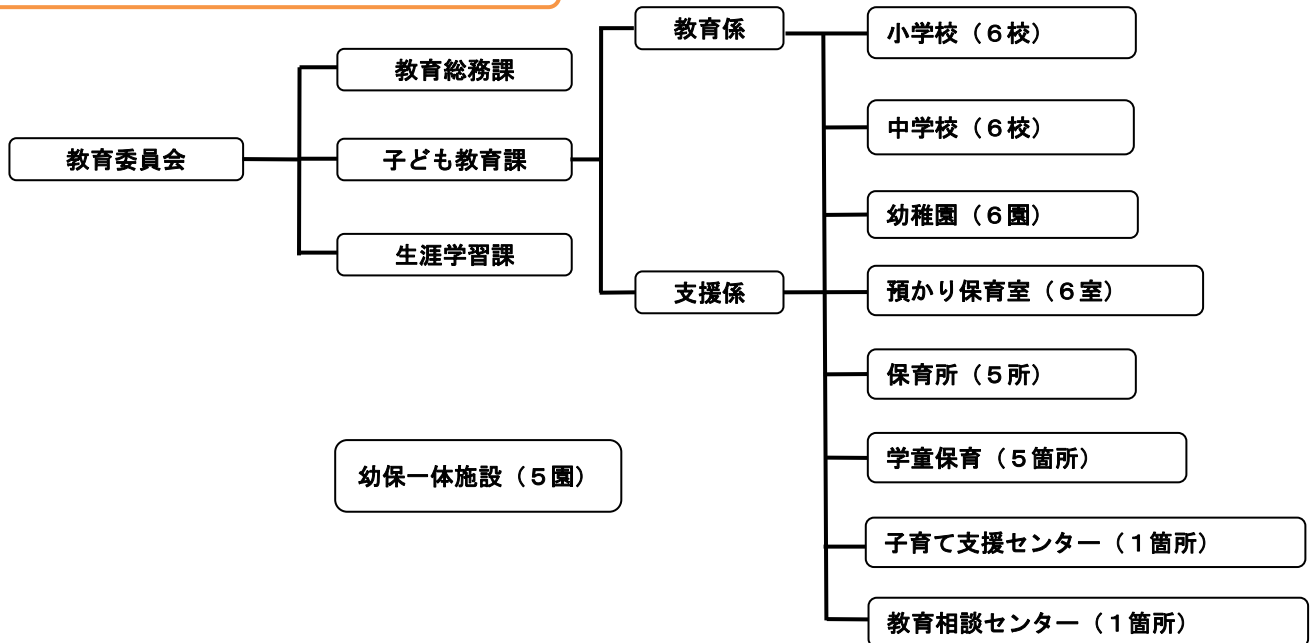 教育委員会
教育総務課
子ども教育課
生涯学習課
教育係
支援係
小学校（６校）
中学校（６校）
幼稚園（６園）
預かり保育室（６室）
保育所（５所）
学童保育（５箇所）
子育て支援センター（１箇所）
教育相談センター（１箇所）
幼保一体施設（５園）